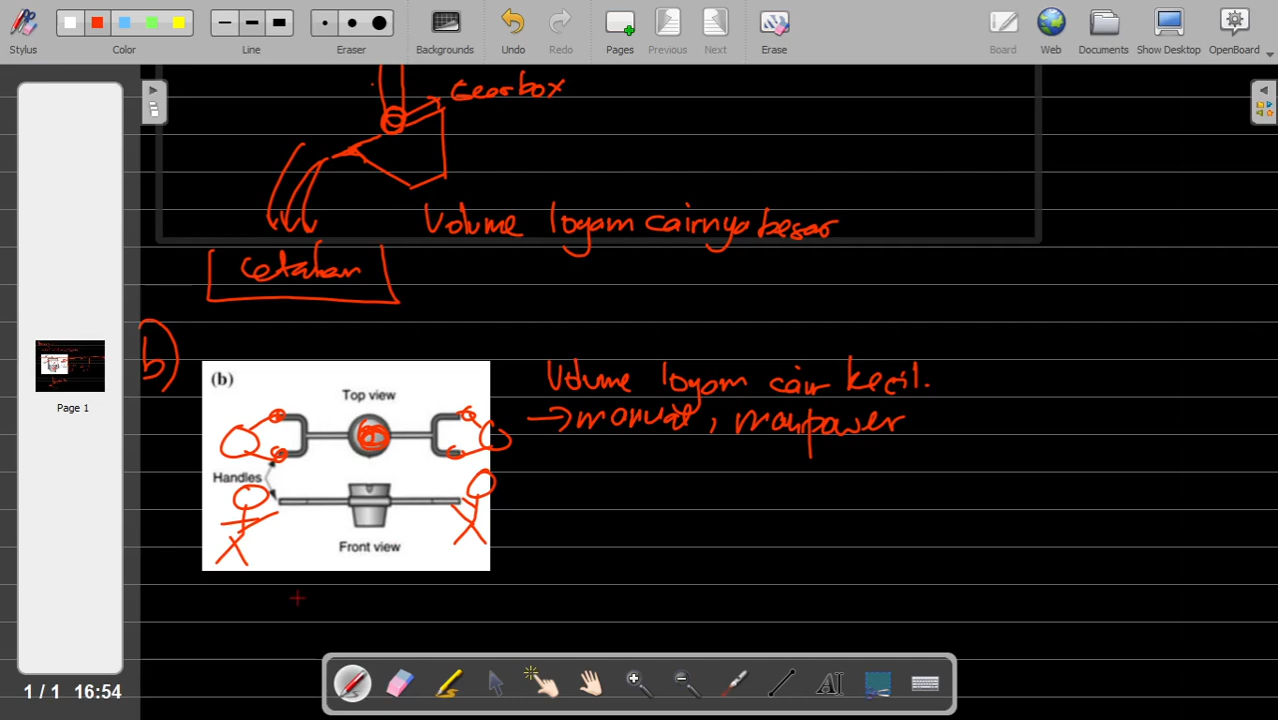 Stylus Color Line Eraser Backgrounds Undo Redo Pages Previous Next Erase Board Web Documents Show Desktop OpenBoard
Gearbox
Volume logam cairnya besar
Cetakan
b)
(b)
Top view
Handles
Front view
Volume logam cair kecil.
→ manual, manpower
Page 1
1 / 1 16:54